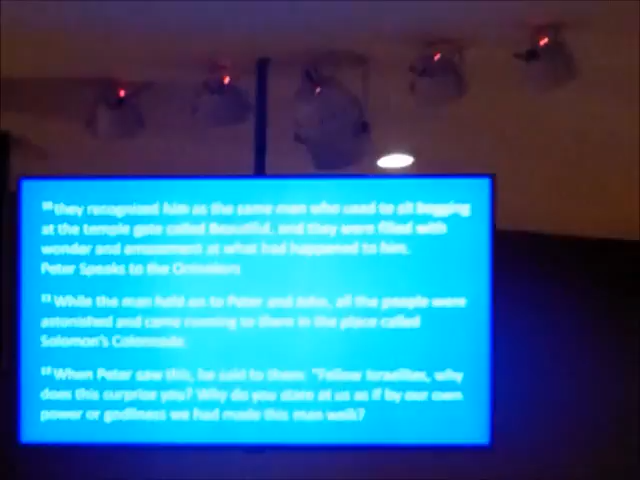 10 they recognized him as the same man who used to sit begging
at the temple gate called Beautiful, and they were filled with
wonder and amazement at what had happened to him.
Peter Speaks to the Onlookers
11 While the man held on to Peter and John, all the people were
astonished and came running to them in the place called
Solomon's Colonnade.
12 When Peter saw this, he said to them: "Fellow Israelites, why
does this surprise you? Why do you stare at us as if by our own
power or godliness we had made this man walk?